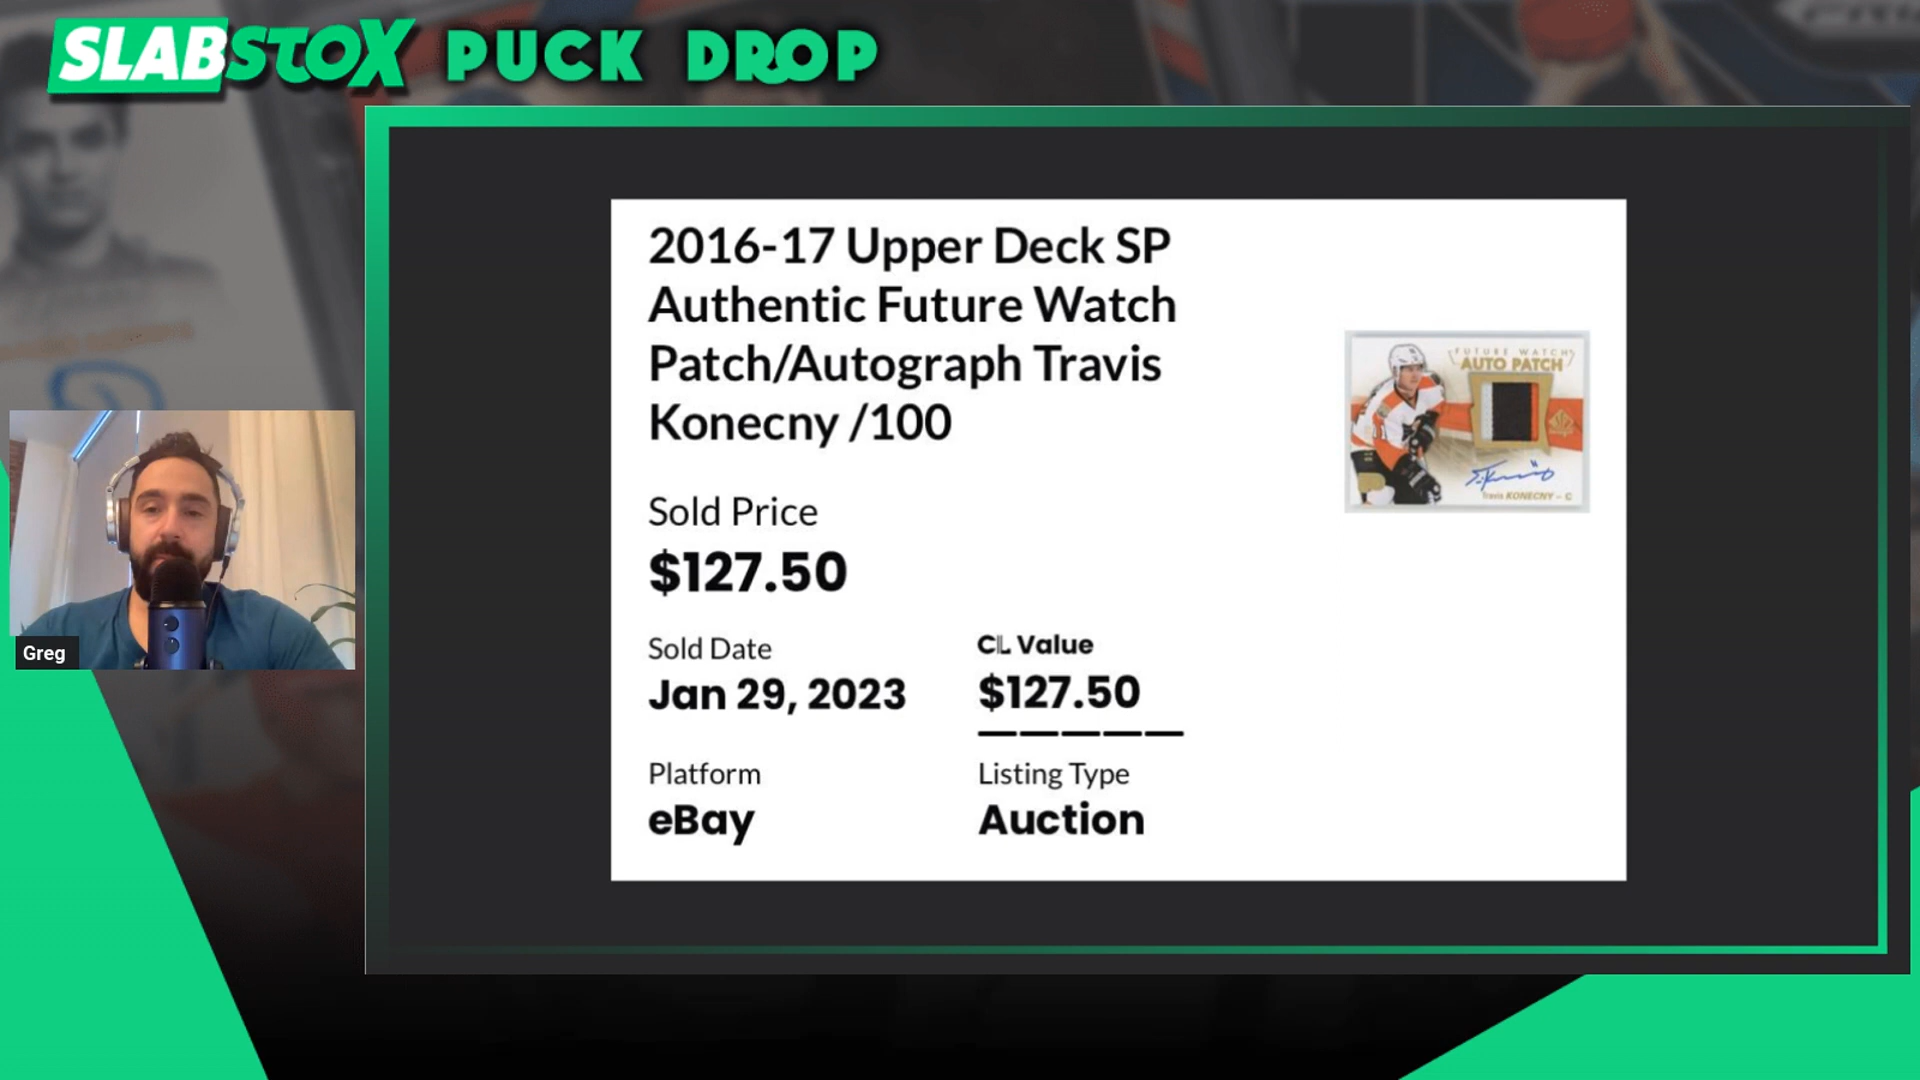 SLABSTOX PUCK DROP
2016-17 Upper Deck SP
Authentic Future Watch
Patch/Autograph Travis
Konecny /100
FUTURE WATCH
AUTO PATCH
Travis KONECNY - C
Sold Price
$127.50
Sold Date
Jan 29, 2023
CL Value
$127.50
Platform
eBay
Listing Type
Auction
Greg